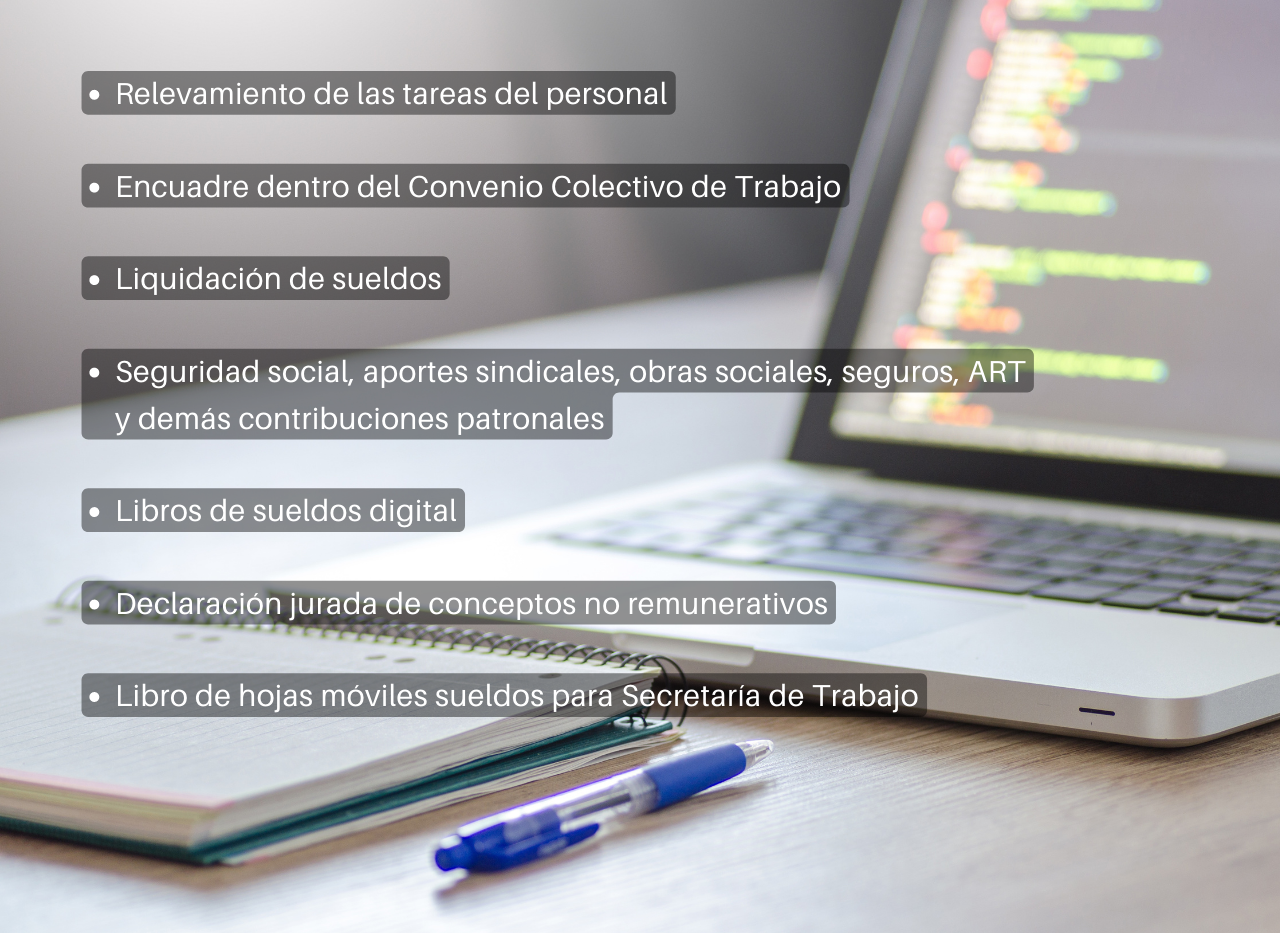 • Relevamiento de las tareas del personal
• Encuadre dentro del Convenio Colectivo de Trabajo
• Liquidación de sueldos
• Seguridad social, aportes sindicales, obras sociales, seguros, ART
y demás contribuciones patronales
• Libros de sueldos digital
• Declaración jurada de conceptos no remunerativos
• Libro de hojas móviles sueldos para Secretaría de Trabajo